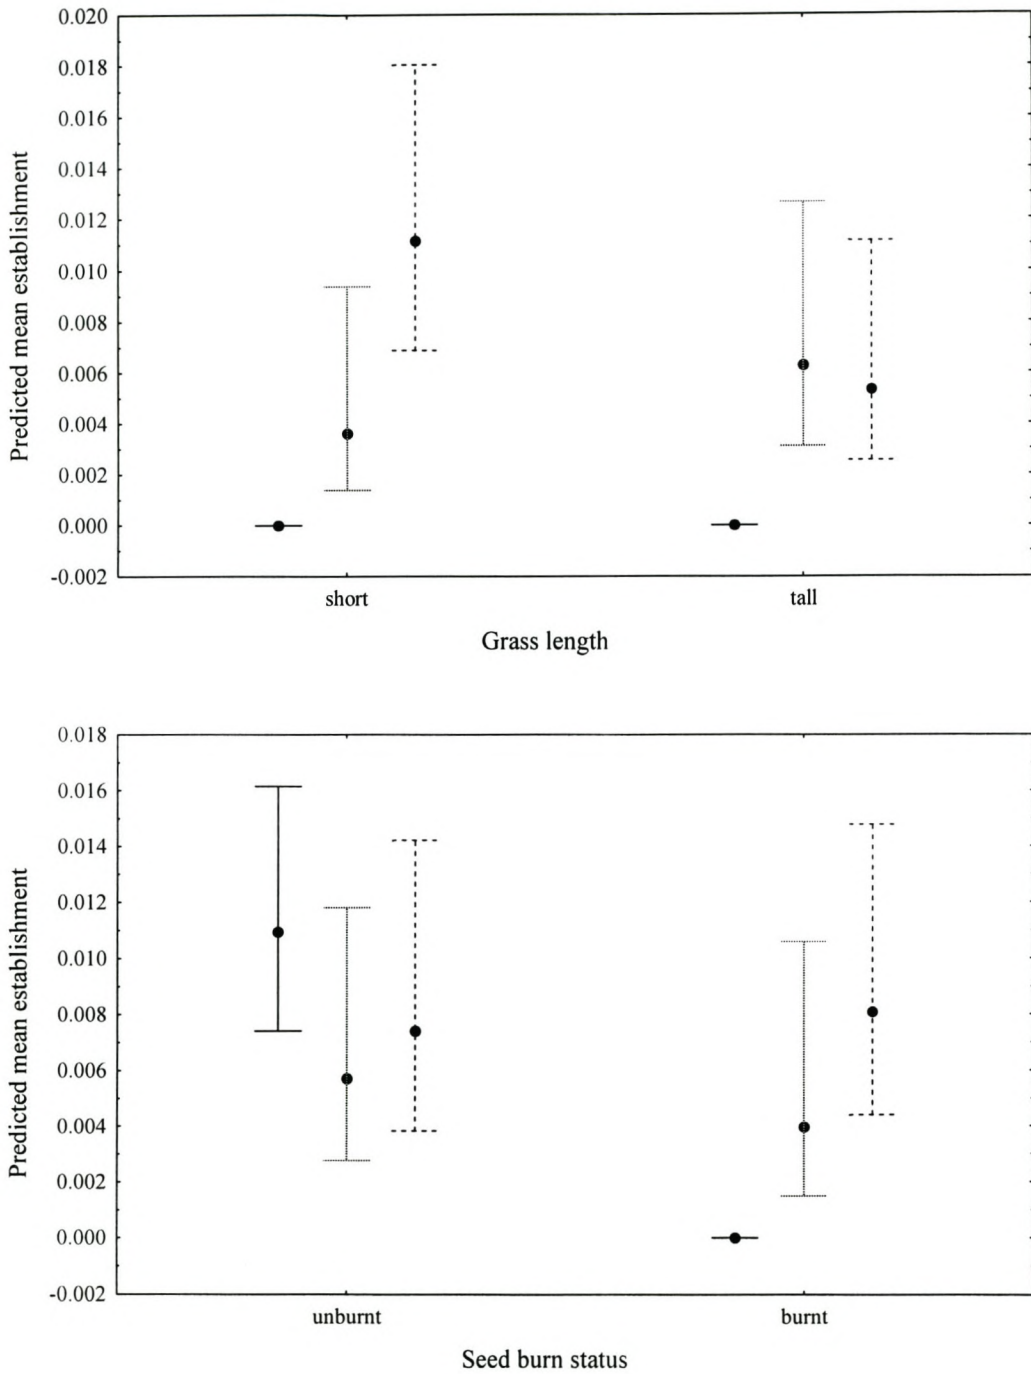 0.020
0.018
0.016
0.014
0.012
0.010
0.008
0.006
0.004
0.002
0.000
-0.002
Predicted mean establishment
short
tall
Grass length
0.018
0.016
0.014
0.012
0.010
0.008
0.006
0.004
0.002
0.000
-0.002
Predicted mean establishment
unburnt
burnt
Seed burn status